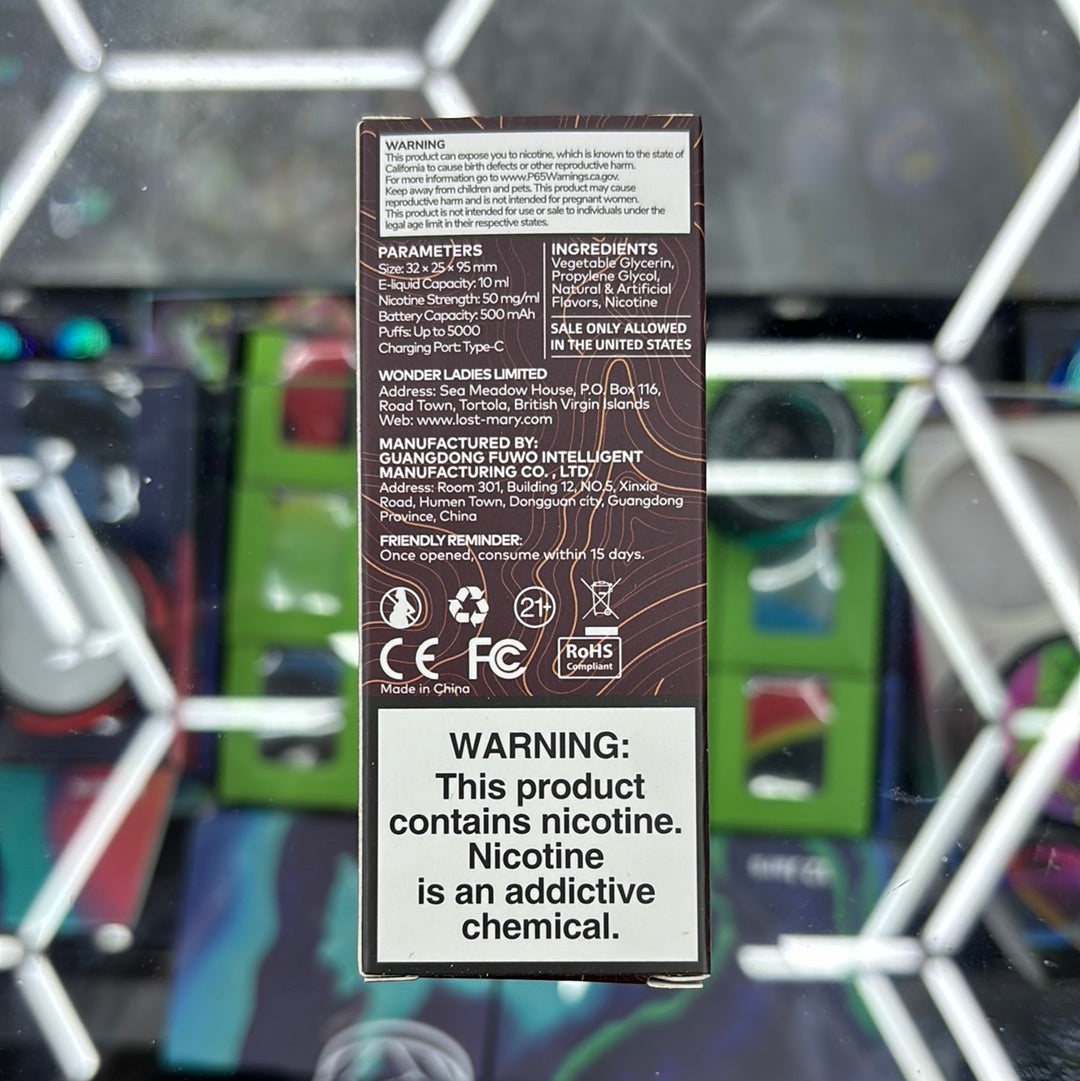 WARNING
This product can expose you to nicotine, which is known to the state of
California to cause birth defects or other reproductive harm.
For more information go to www.P65Warnings.ca.gov.
Keep away from children and pets. This product may cause
reproductive harm and is not intended for pregnant women.
This product is not intended for use or sale to individuals under the
legal age limit in their respective states.
PARAMETERS
Size: 32 × 25 × 95 mm
E-liquid Capacity: 10 ml
Nicotine Strength: 50 mg/ml
Battery Capacity: 500 mAh
Puffs: Up to 5000
Charging Port: Type-C
INGREDIENTS
Vegetable Glycerin,
Propylene Glycol,
Natural & Artificial
Flavors, Nicotine
SALE ONLY ALLOWED
IN THE UNITED STATES
WONDER LADIES LIMITED
Address: Sea Meadow House, P.O. Box 116,
Road Town, Tortola, British Virgin Islands
Web: www.lost-mary.com
MANUFACTURED BY:
GUANGDONG FUWO INTELLIGENT
MANUFACTURING CO. , LTD.
Address: Room 301, Building 12, NO.5, Xinxia
Road, Humen Town, Dongguan city, Guangdong
Province, China
FRIENDLY REMINDER:
Once opened, consume within 15 days.
21+
CE FC RoHS
Compliant
Made in China
WARNING:
This product
contains nicotine.
Nicotine
is an addictive
chemical.